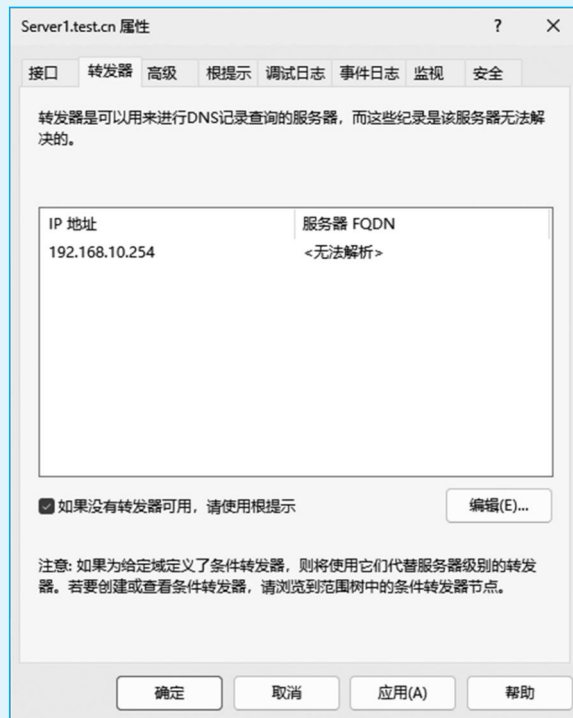 Server1.test.cn 属性
? ×
接口 转发器 高级 根提示 调试日志 事件日志 监视 安全
转发器是可以用来进行DNS记录查询的服务器，而这些纪录是该服务器无法解
决的。
IP 地址 服务器 FQDN
192.168.10.254 <无法解析>
如果没有转发器可用，请使用根提示
编辑(E)...
注意: 如果为给定域定义了条件转发器，则将使用它们代替服务器级别的转发
器。若要创建或查看条件转发器，请浏览到范围树中的条件转发器节点。
确定 取消 应用(A) 帮助